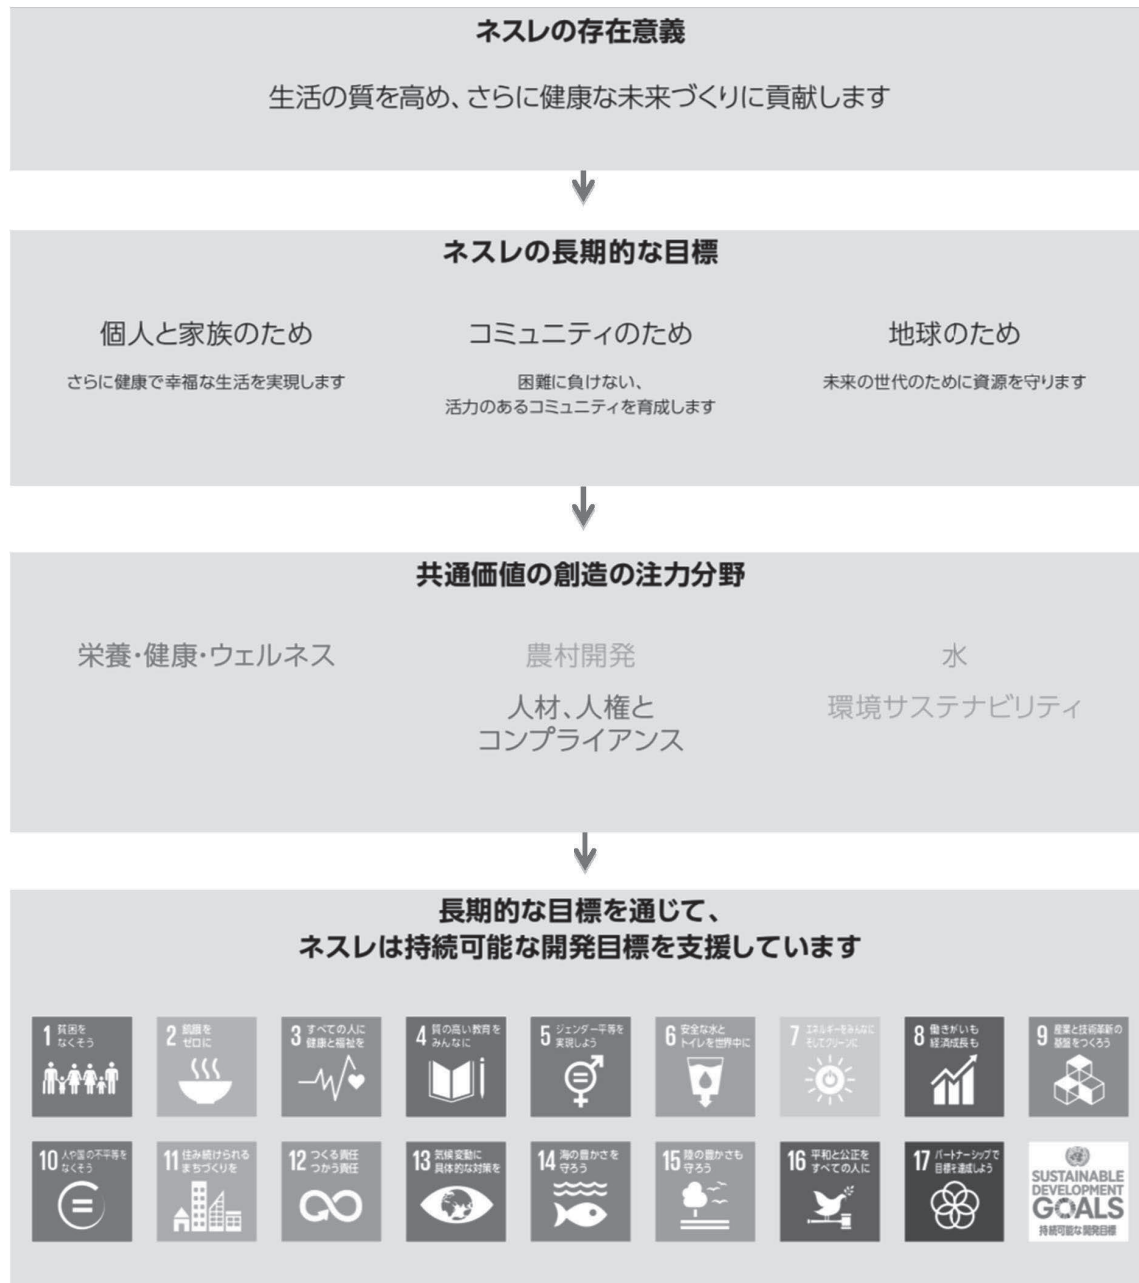 ネスレの存在意義
生活の質を高め、さらに健康な未来づくりに貢献します
ネスレの長期的な目標
個人と家族のため
さらに健康で幸福な生活を実現します
コミュニティのため
困難に負けない、
活力のあるコミュニティを育成します
地球のため
未来の世代のために資源を守ります
共通価値の創造の注力分野
栄養・健康・ウェルネス
農村開発
人材、人権と
コンプライアンス
水
環境サステナビリティ
長期的な目標を通じて、
ネスレは持続可能な開発目標を支援しています
1 貧困を
なくそう
2 飢餓を
ゼロに
3 すべての人に
健康と福祉を
4 質の高い教育を
みんなに
5 ジェンダー平等を
実現しよう
6 安全な水と
トイレを世界中に
7 エネルギーをみんなに
そしてクリーンに
8 働きがいも
経済成長も
9 産業と技術革新の
基盤をつくろう
10 人や国の不平等を
なくそう
11 住み続けられる
まちづくりを
12 つくる責任
つかう責任
13 気候変動に
具体的な対策を
14 海の豊かさを
守ろう
15 陸の豊かさも
守ろう
16 平和と公正を
すべての人に
17 パートナーシップで
目標を達成しよう
SUSTAINABLE
DEVELOPMENT
GOALS
持続可能な開発目標